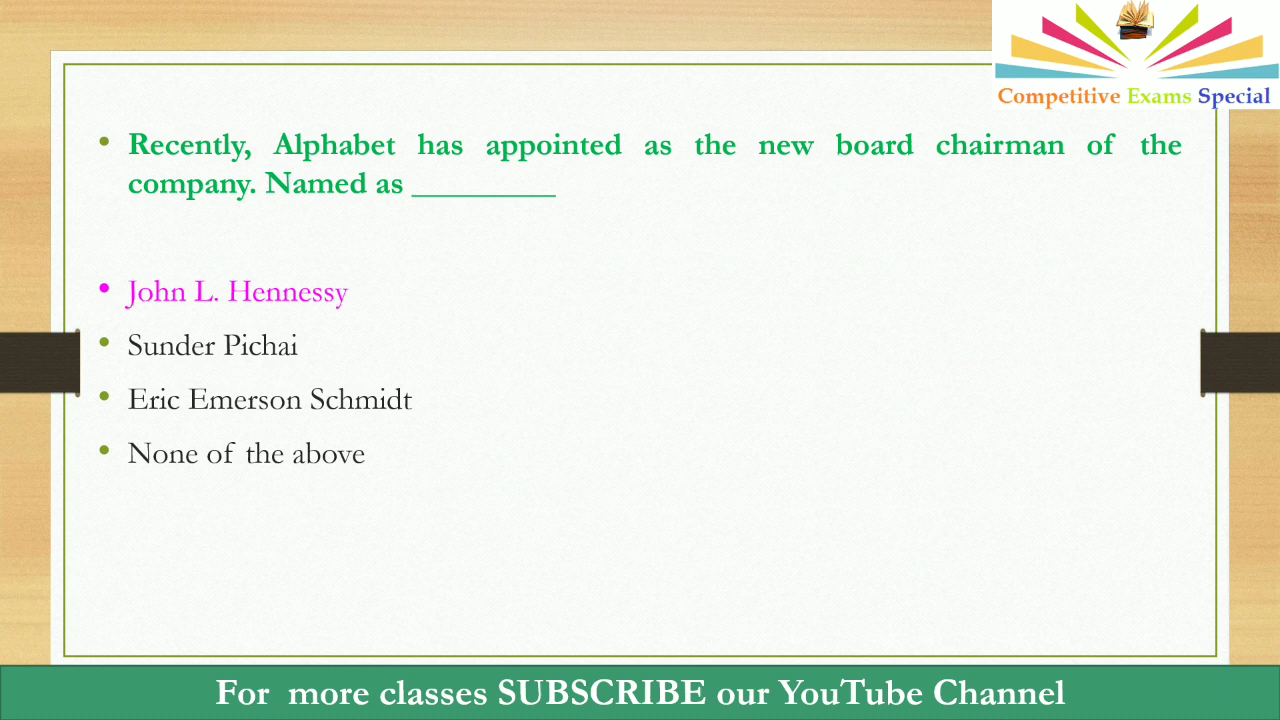 Competitive Exams Special
• Recently, Alphabet has appointed as the new board chairman of the
company. Named as _________
• John L. Hennessy
• Sunder Pichai
• Eric Emerson Schmidt
• None of the above
For more classes SUBSCRIBE our YouTube Channel